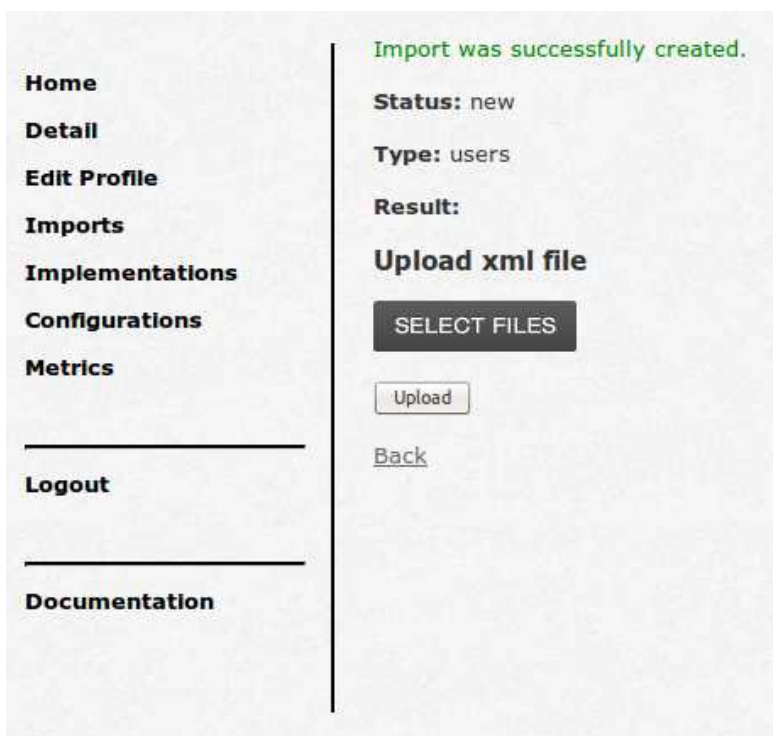 Home
Detail
Edit Profile
Imports
Implementations
Configurations
Metrics
Logout
Documentation
Import was successfully created.
Status: new
Type: users
Result:
Upload xml file
SELECT FILES
Upload
Back